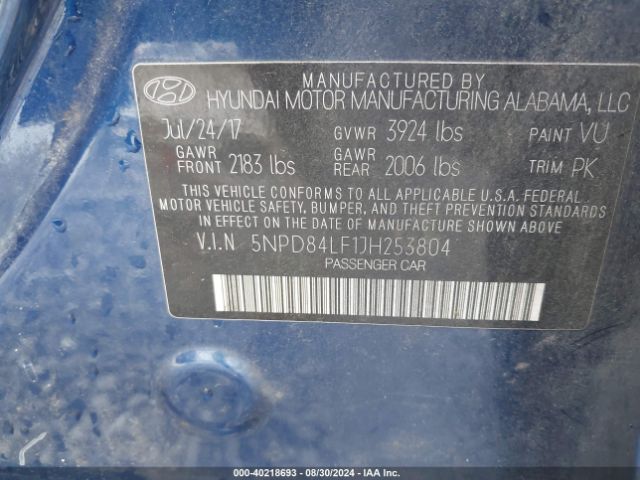 MANUFACTURED BY
HYUNDAI MOTOR MANUFACTURING ALABAMA, LLC
Jul/24/17 GVWR 3924 lbs PAINT VU
GAWR FRONT 2183 lbs GAWR REAR 2006 lbs TRIM PK
THIS VEHICLE CONFORMS TO ALL APPLICABLE U.S.A. FEDERAL
MOTOR VEHICLE SAFETY, BUMPER, AND THEFT PREVENTION STANDARDS
IN EFFECT ON THE DATE OF MANUFACTURE SHOWN ABOVE.
V.I.N 5NPD84LF1JH253804
PASSENGER CAR
000-40218693 - 08/30/2024 - IAAI.COM